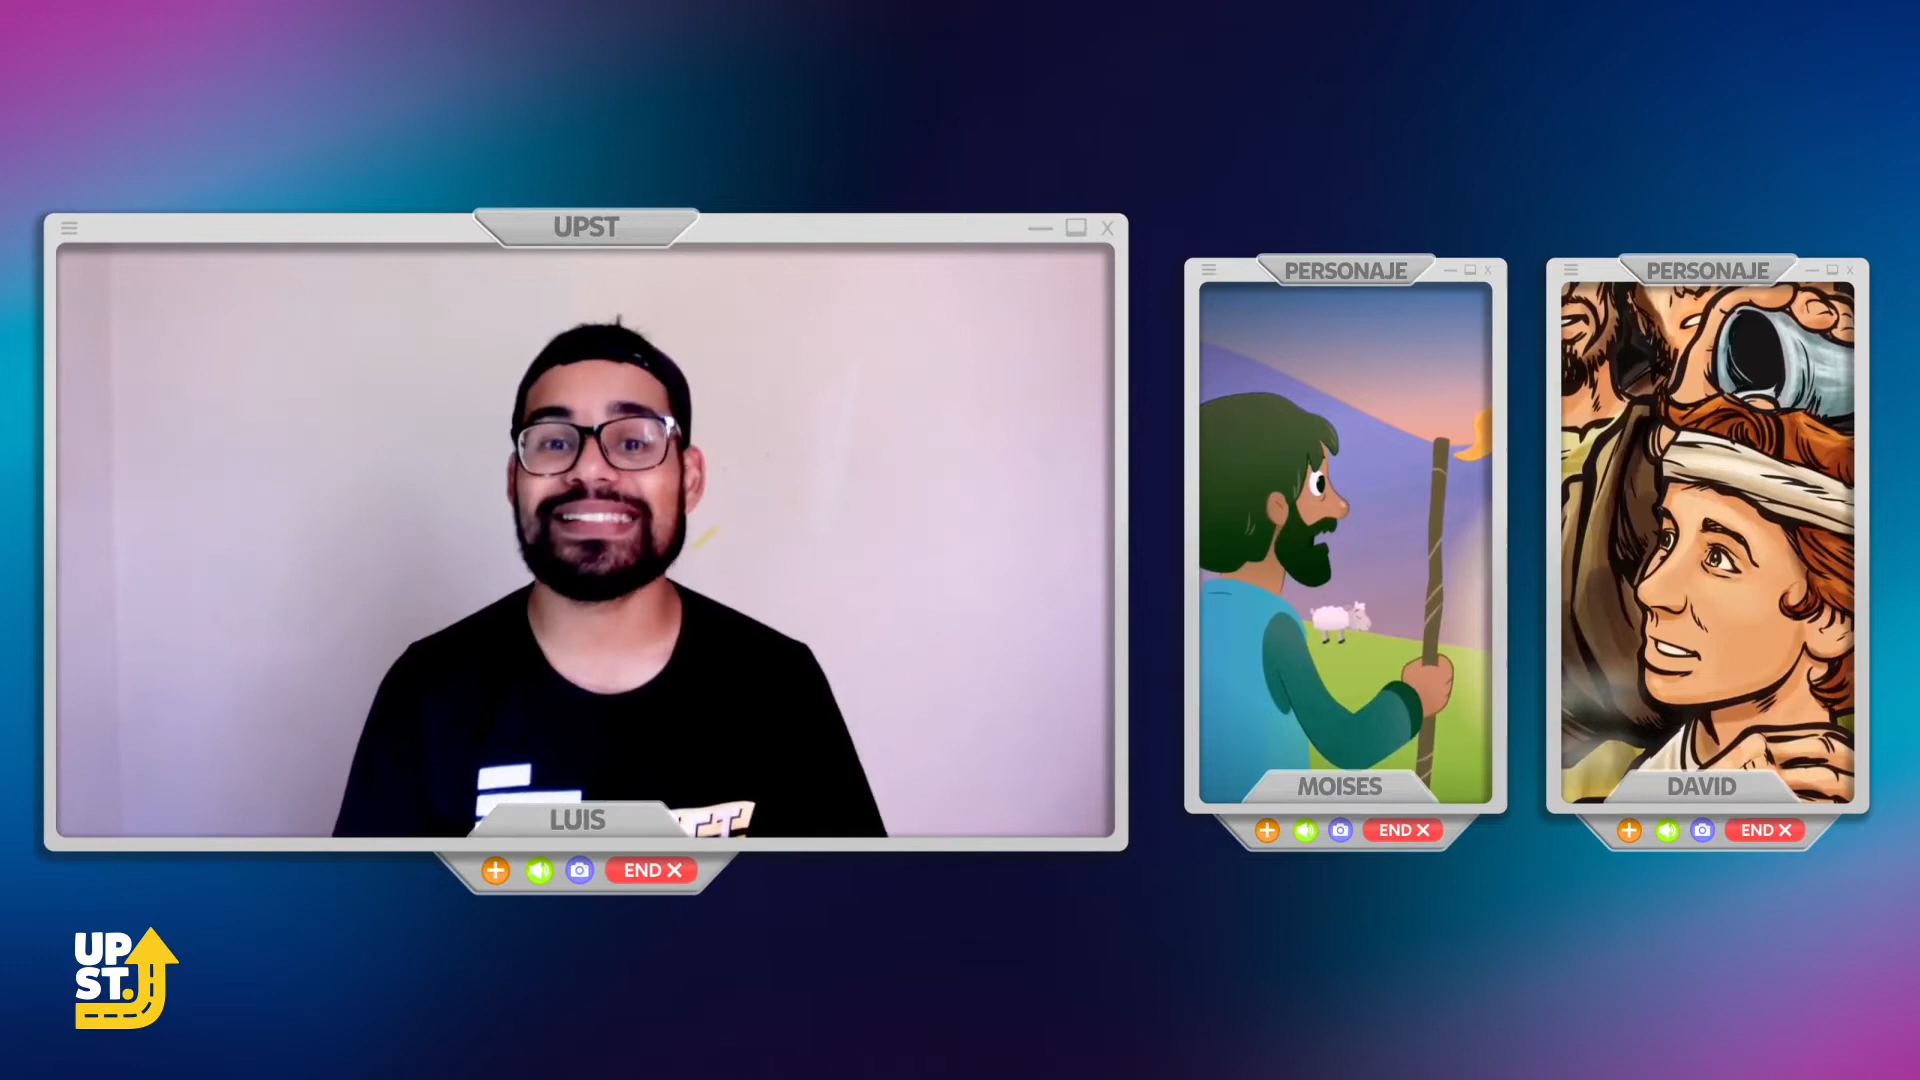 UPST
X
LUIS
END X
PERSONAJE
X
MOISES
END X
PERSONAJE
X
DAVID
END X
UP
ST.